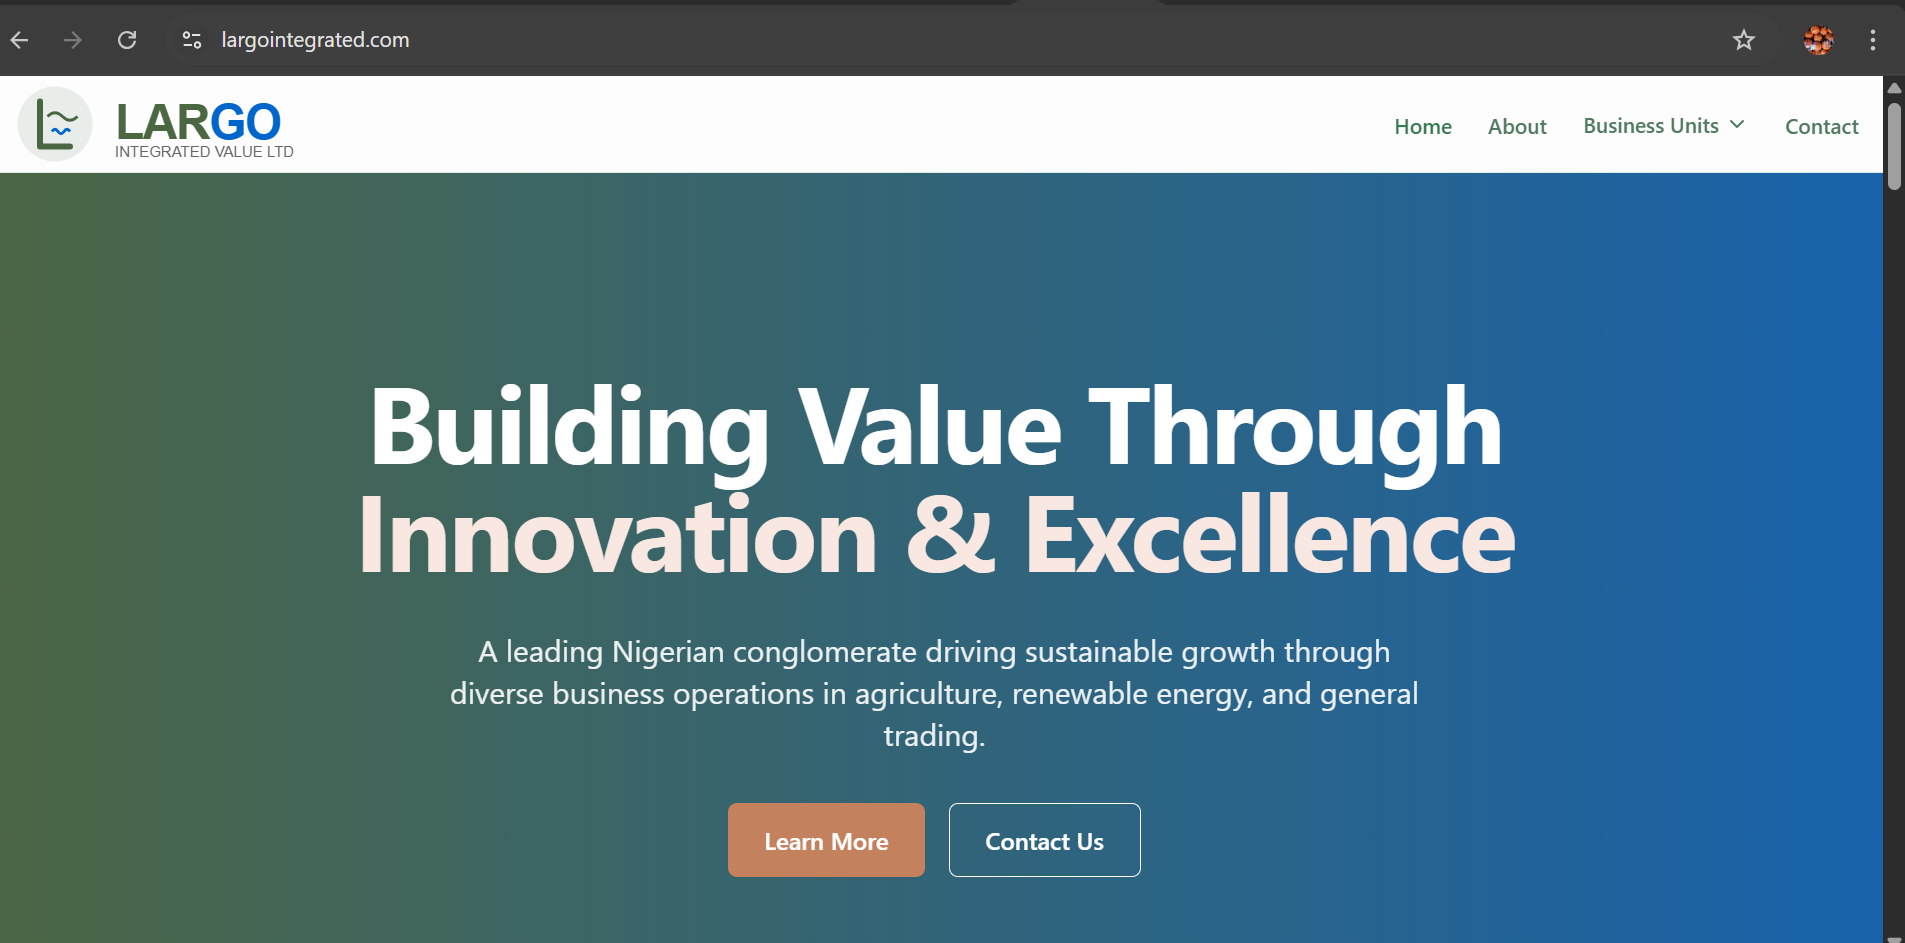 largointegrated.com
LARGO
INTEGRATED VALUE LTD
Home About Business Units Contact
Building Value Through
Innovation & Excellence
A leading Nigerian conglomerate driving sustainable growth through
diverse business operations in agriculture, renewable energy, and general
trading.
Learn More Contact Us